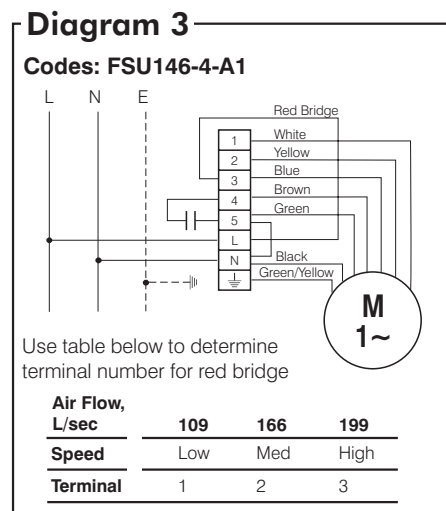 Diagram 3
Codes: FSU146-4-A1
L N E
Red Bridge
1 White
2 Yellow
3 Blue
4 Brown
5 Green
L
N Black
Green/Yellow
M
1~
Use table below to determine
terminal number for red bridge
Air Flow,
L/sec 109 166 199
Speed Low Med High
Terminal 1 2 3